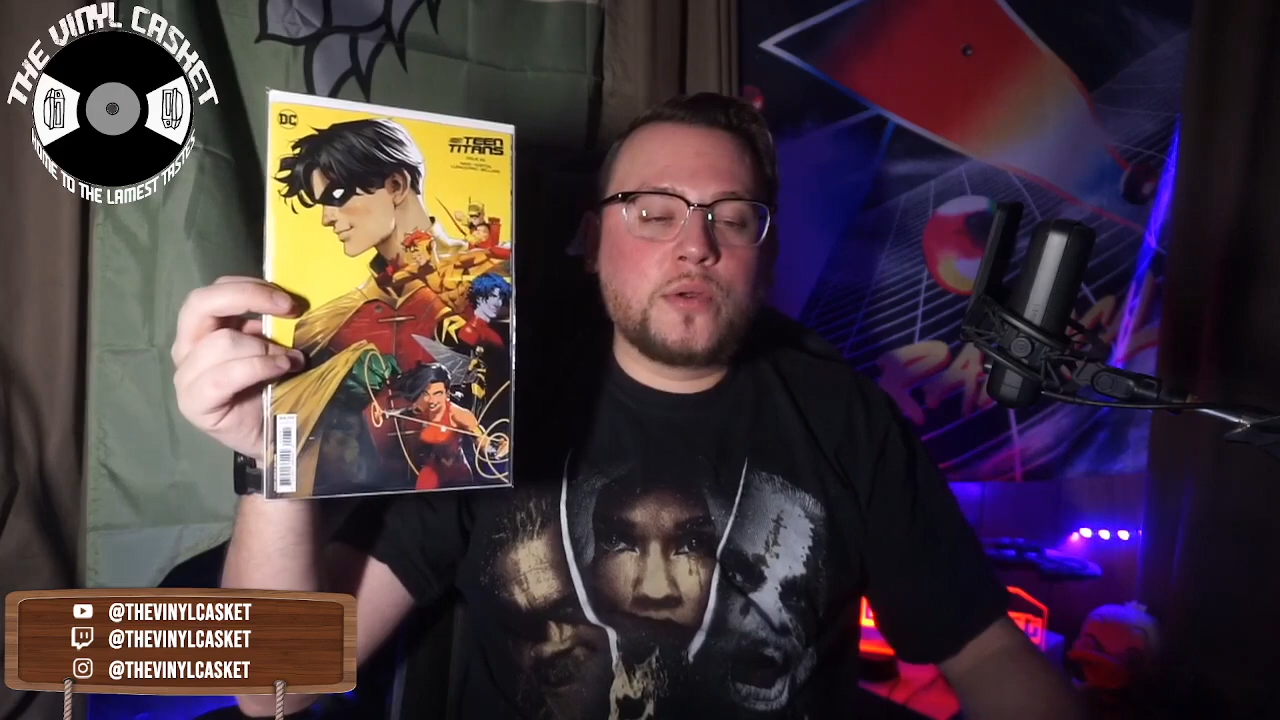 THE VINYL CASKET
HOME TO THE LAMEST TASTES
DC
TEEN
TITANS
R
@THEVINYLCASKET
@THEVINYLCASKET
@THEVINYLCASKET